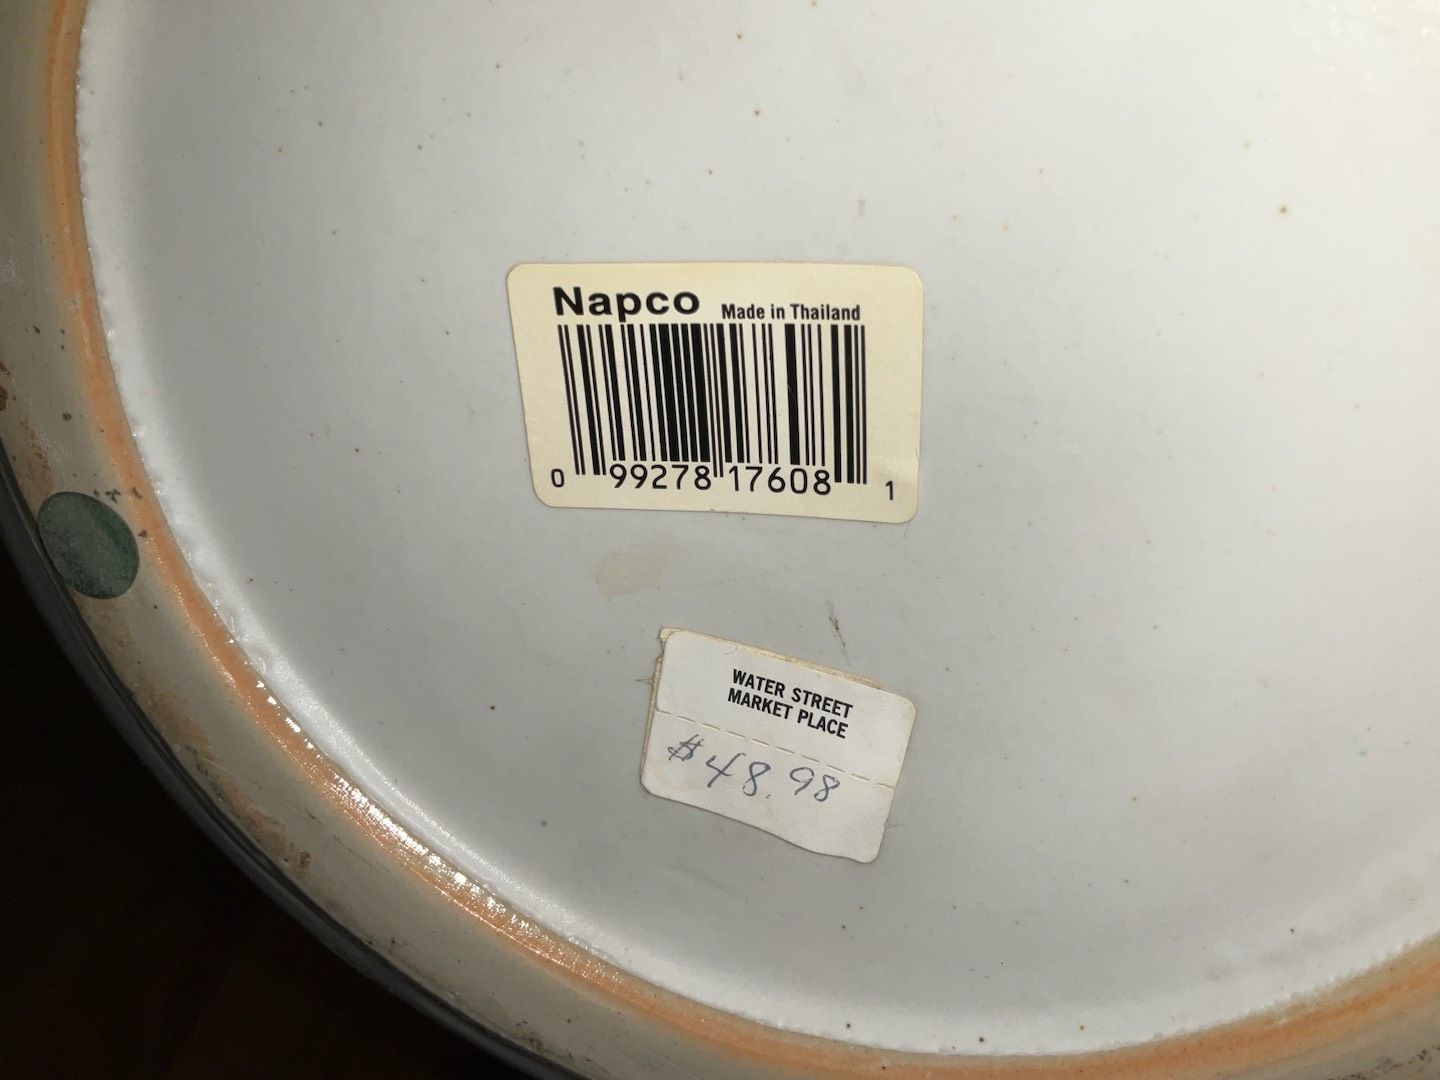 Napco Made in Thailand
0 99278 17608 1
WATER STREET
MARKET PLACE
$48.98